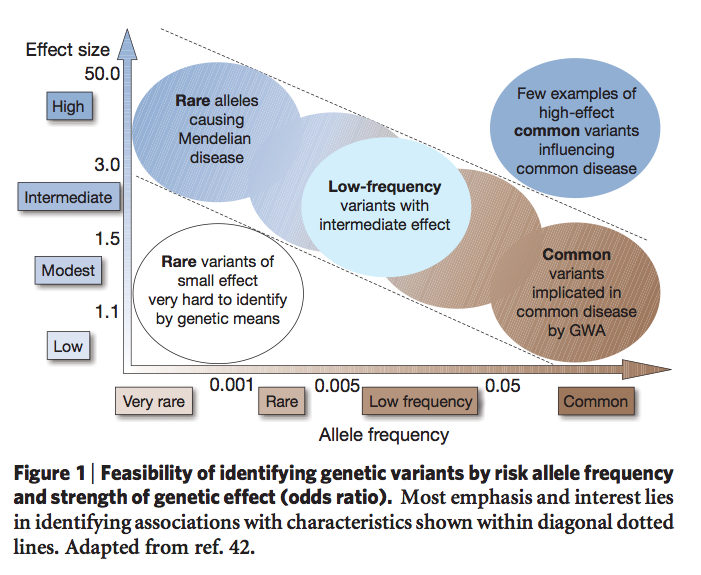 Effect size
50.0
High
3.0
Intermediate
1.5
Modest
1.1
Low
Rare alleles
causing
Mendelian
disease
Few examples of
high-effect
common variants
influencing
common disease
Low-frequency
variants with
intermediate effect
Rare variants of
small effect
very hard to identify
by genetic means
Common
variants
implicated in
common disease
by GWA
0.001
0.005
0.05
Very rare
Rare
Low frequency
Common
Allele frequency
Figure 1 | Feasibility of identifying genetic variants by risk allele frequency
and strength of genetic effect (odds ratio). Most emphasis and interest lies
in identifying associations with characteristics shown within diagonal dotted
lines. Adapted from ref. 42.